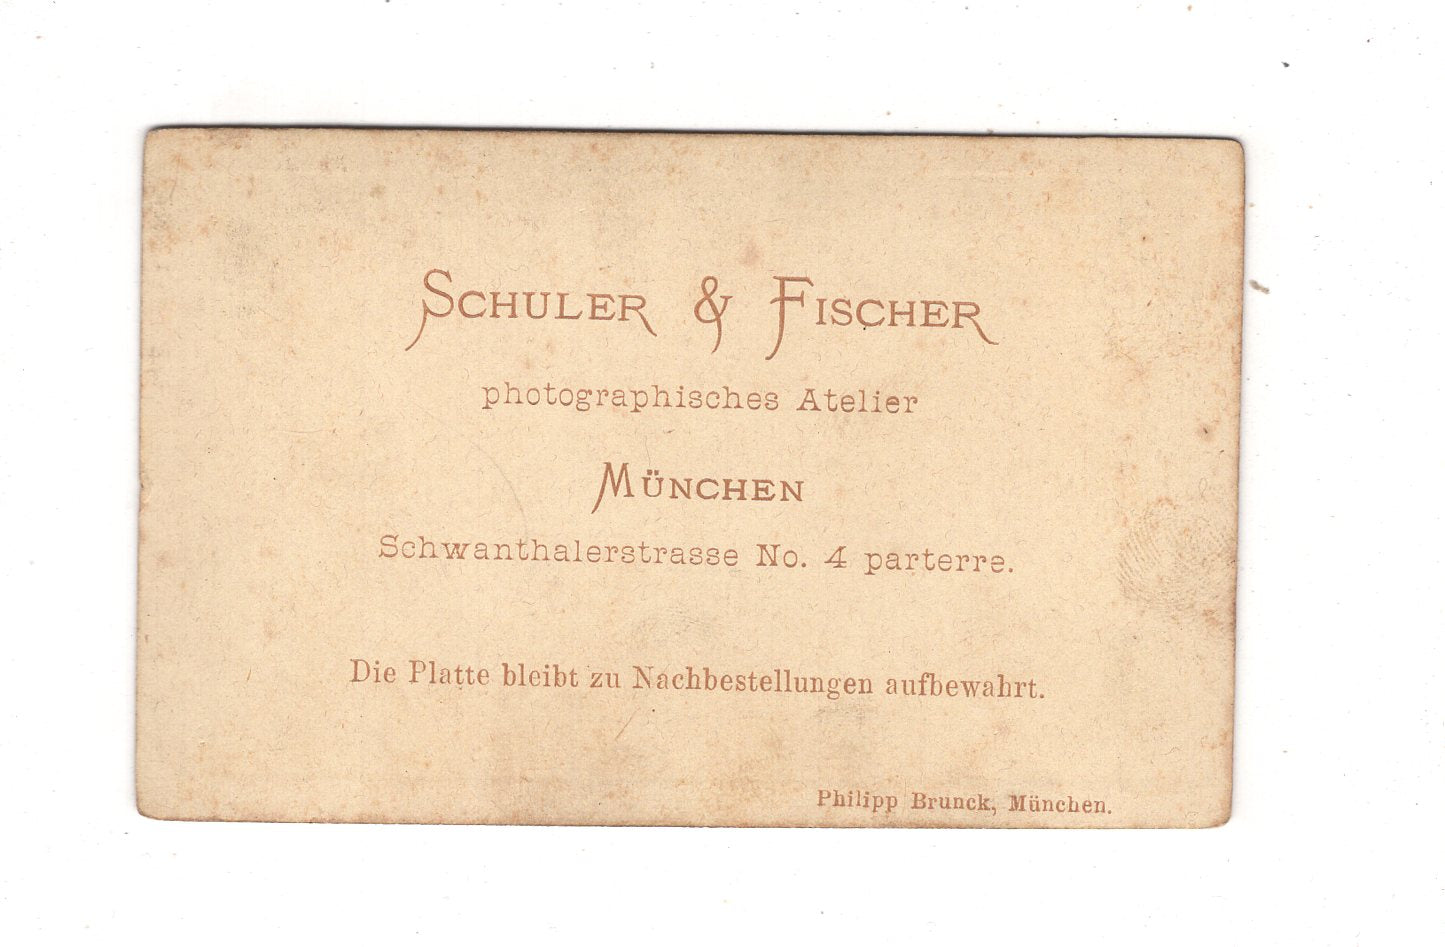 SCHULER & FISCHER
photographisches Atelier
MÜNCHEN
Schwanthalerstrasse No. 4 parterre.
Die Platte bleibt zu Nachbestellungen aufbewahrt.
Philipp Brunck, München.